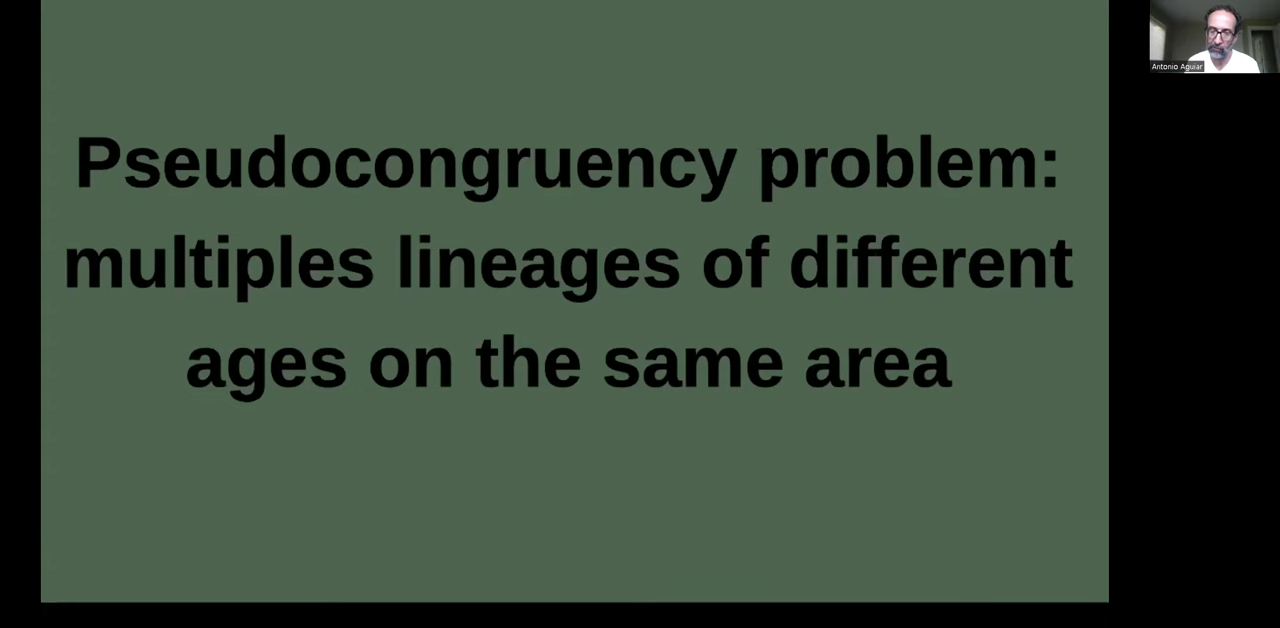 Pseudocongruency problem:
multiples lineages of different
ages on the same area
Antonio Aguiar